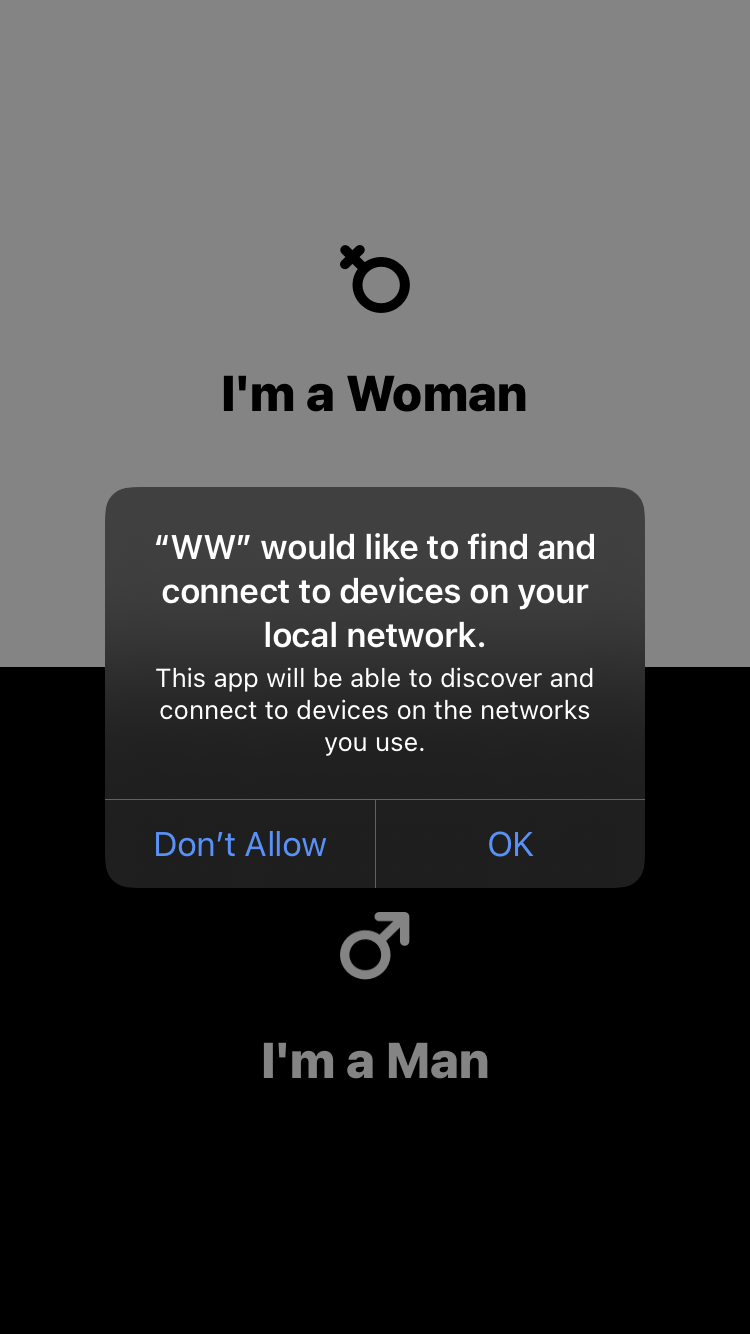 I'm a Woman
“WW” would like to find and
connect to devices on your
local network.
This app will be able to discover and
connect to devices on the networks
you use.
Don’t Allow
OK
I'm a Man